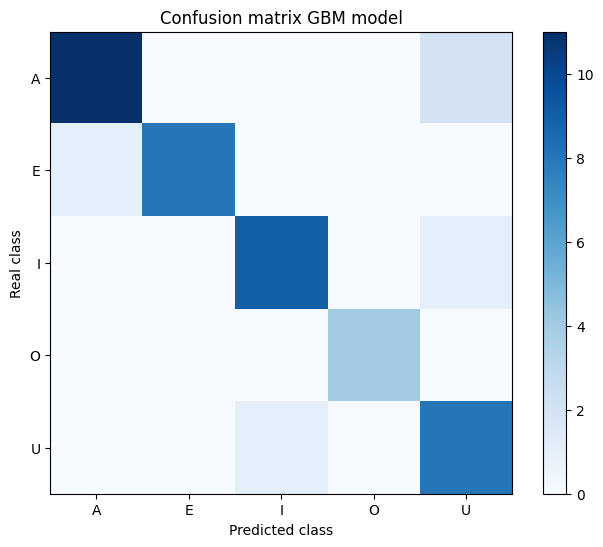 Confusion matrix GBM model
A
E
I
O
U
Real class
A E I O U
Predicted class
10
8
6
4
2
0